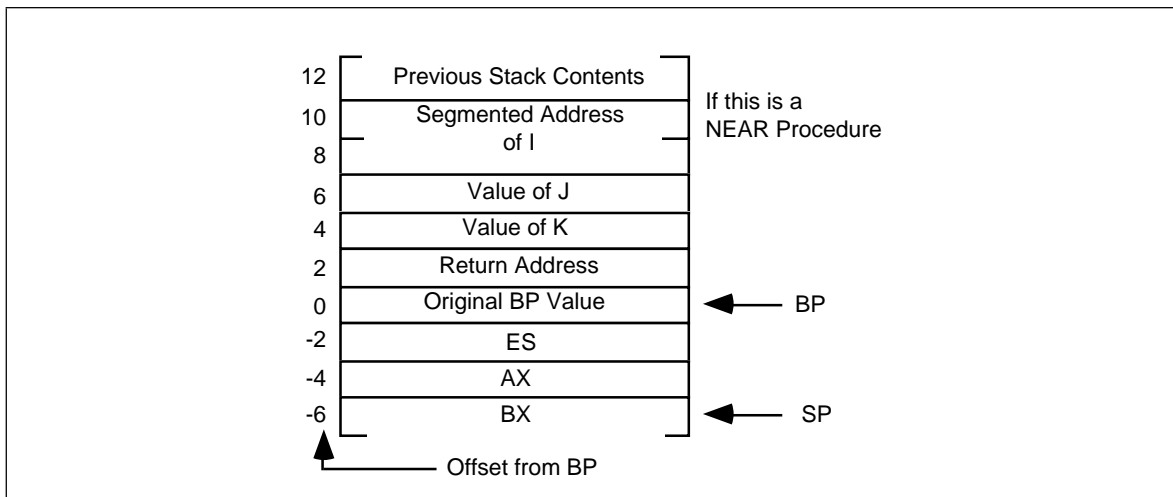 12
Previous Stack Contents
If this is a
NEAR Procedure
10
Segmented Address
of I
8
6
Value of J
4
Value of K
2
Return Address
0
Original BP Value
BP
-2
ES
-4
AX
-6
BX
SP
Offset from BP